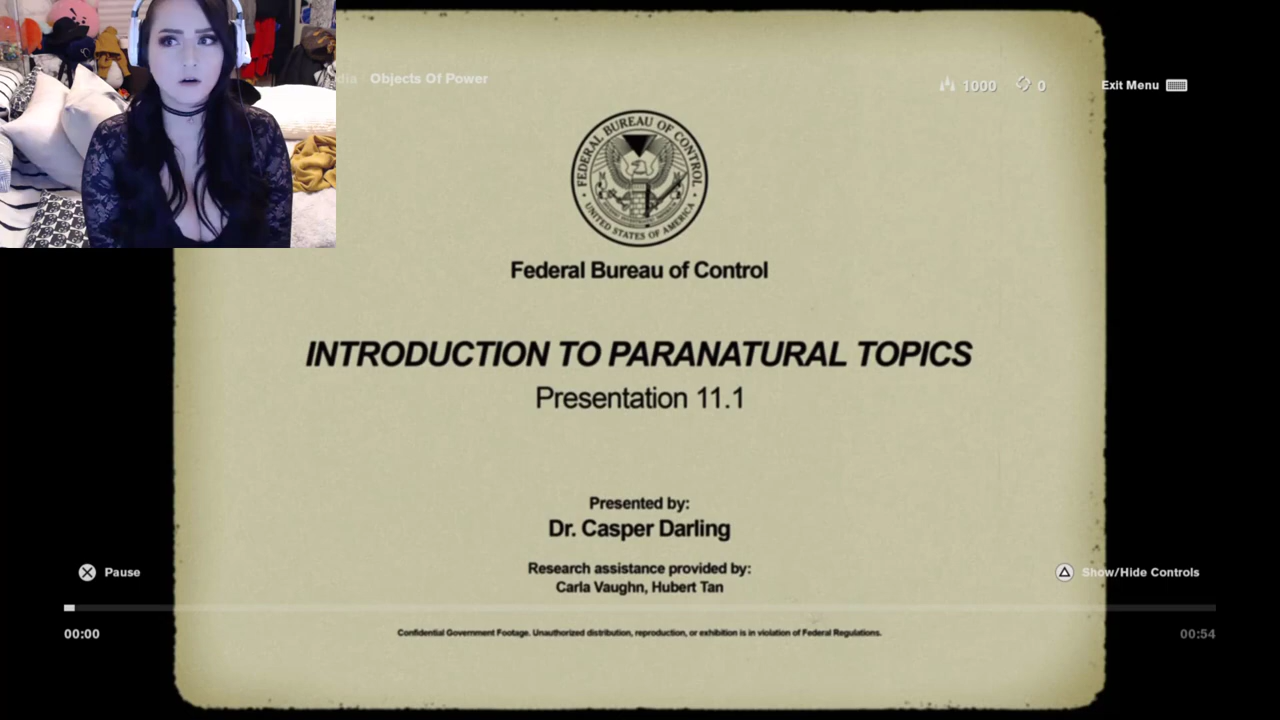 dia Objects Of Power
1000 0 Exit Menu
FEDERAL BUREAU OF CONTROL
UNITED STATES OF AMERICA
Federal Bureau of Control
INTRODUCTION TO PARANATURAL TOPICS
Presentation 11.1
Presented by:
Dr. Casper Darling
Research assistance provided by:
Carla Vaughn, Hubert Tan
Pause
Show/Hide Controls
00:00
Confidential Government Footage. Unauthorized distribution, reproduction, or exhibition is in violation of Federal Regulations.
00:54